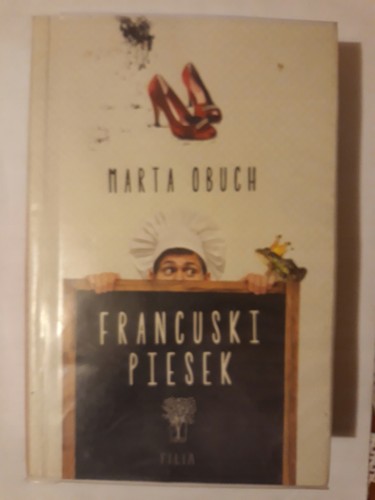 MARTA OBUCH
FRANCUSKI
PIESEK
FILIA